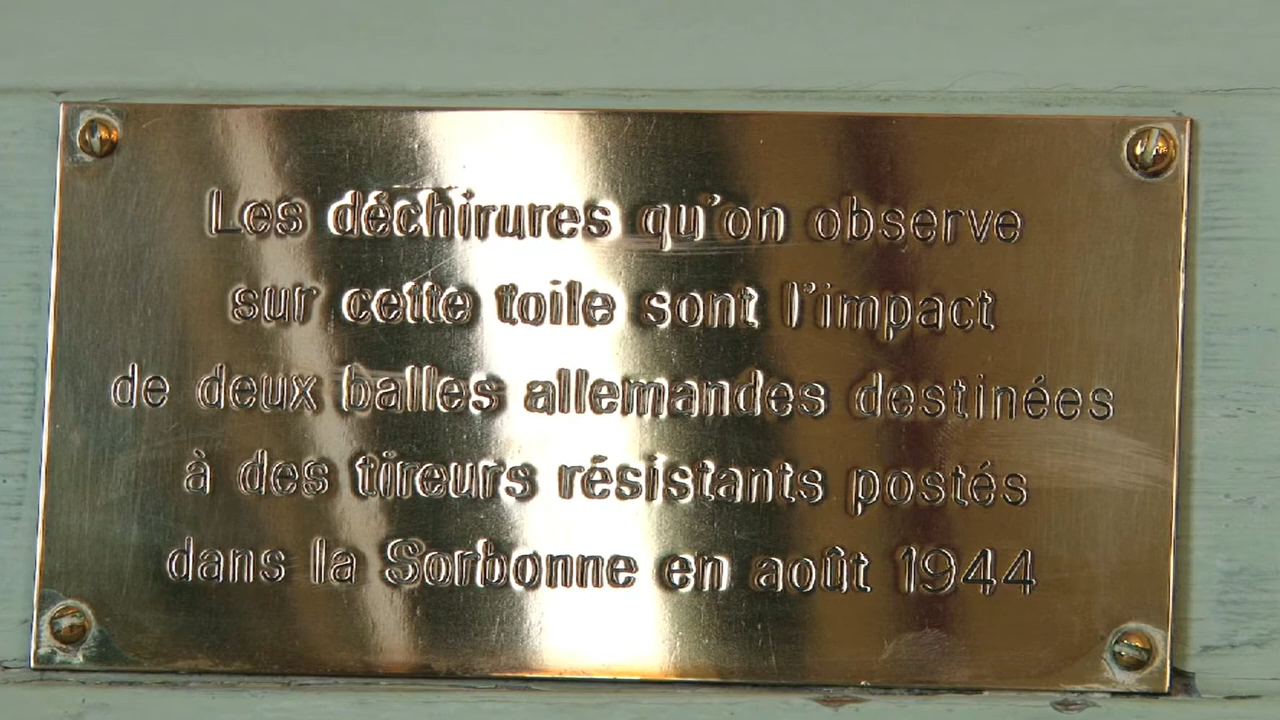 Les déchirures qu'on observe
sur cette toile sont l'impact
de deux balles allemandes destinées
à des tireurs résistants postés
dans la Sorbonne en août 1944